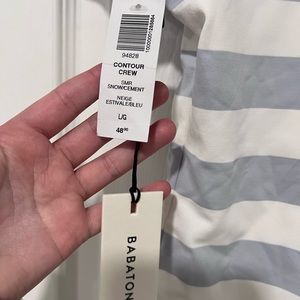 94828
CONTOUR
CREW
SMR
SNOW/CEMENT
NEIGE
ESTIVALE/BLEU
L/G
48.00
BABATON